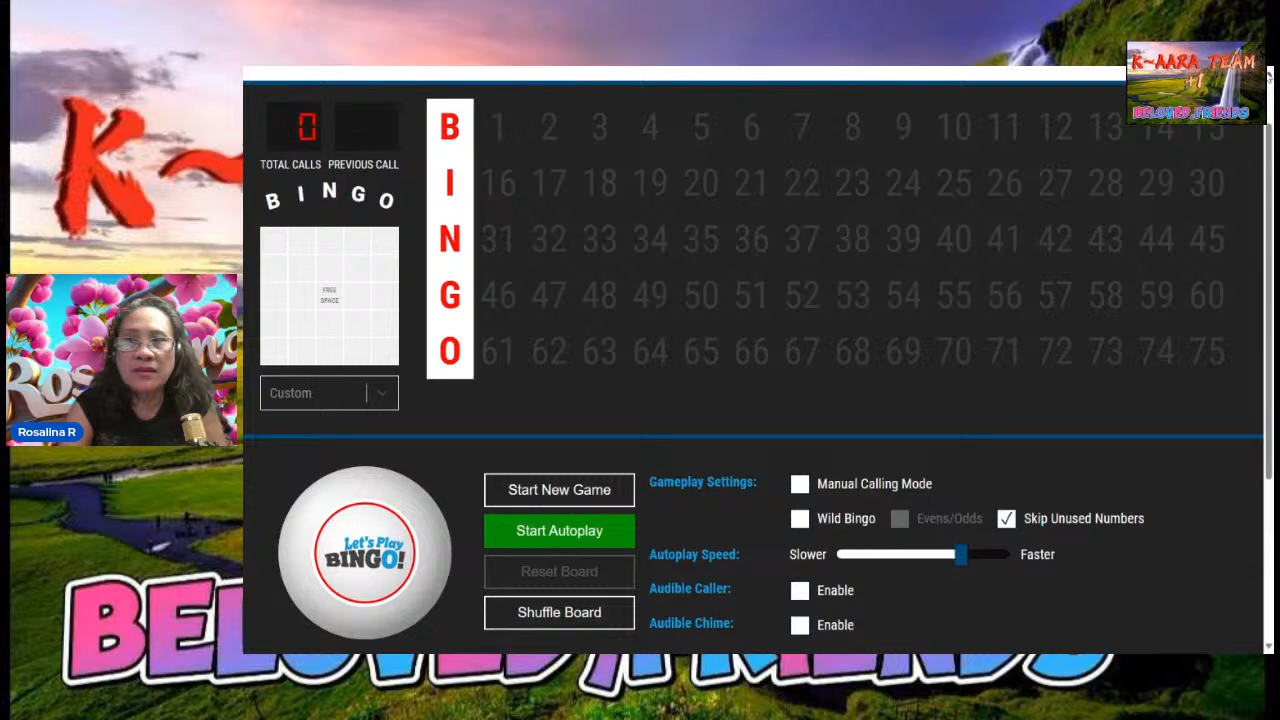 K~AARA TEAM
+1
BELOVED,FRIENDS
K~
0
TOTAL CALLS PREVIOUS CALL
B I N G O
FREE
SPACE
Custom
B 1 2 3 4 5 6 7 8 9 10 11 12 13 14 15
I 16 17 18 19 20 21 22 23 24 25 26 27 28 29 30
N 31 32 33 34 35 36 37 38 39 40 41 42 43 44 45
G 46 47 48 49 50 51 52 53 54 55 56 57 58 59 60
O 61 62 63 64 65 66 67 68 69 70 71 72 73 74 75
Ros
Rosalina R
Let's Play
BINGO!
Start New Game
Start Autoplay
Reset Board
Shuffle Board
Gameplay Settings:
Manual Calling Mode
Wild Bingo Evens/Odds Skip Unused Numbers
Autoplay Speed: Slower Faster
Audible Caller: Enable
Audible Chime: Enable
BELOVED,FRIENDS